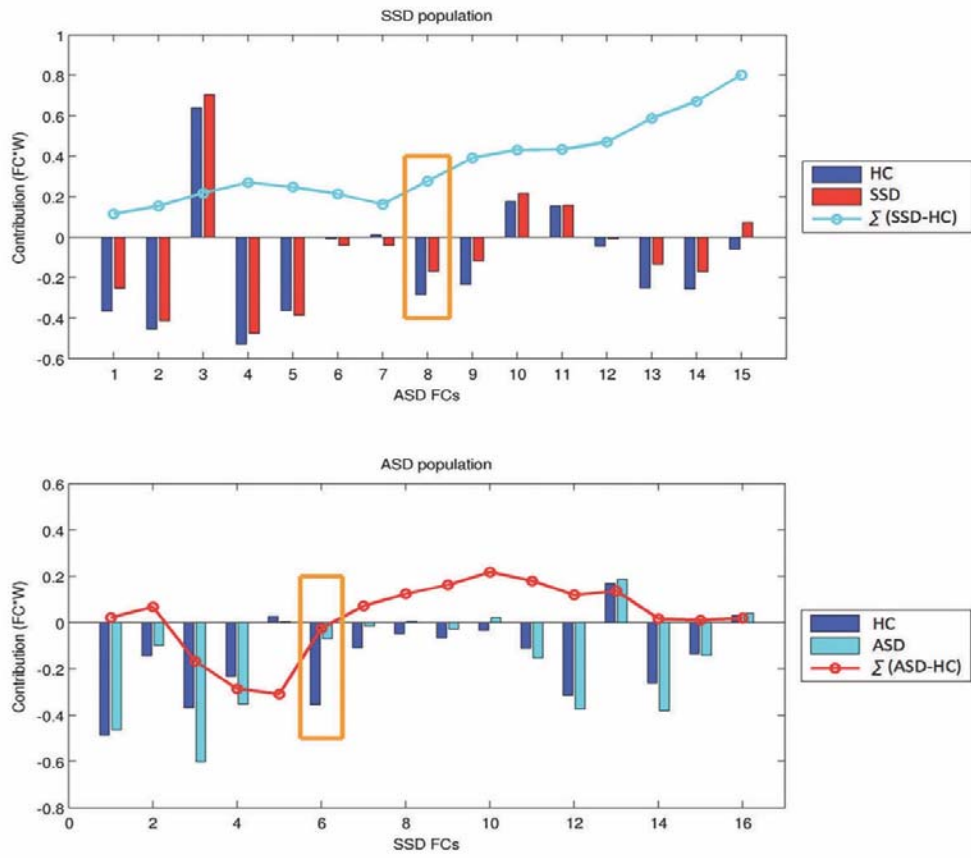 SSD population
1
0.8
0.6
0.4
0.2
0
-0.2
-0.4
-0.6
Contribution (FC*W)
1 2 3 4 5 6 7 8 9 10 11 12 13 14 15
ASD FCs
HC
SSD
Σ (SSD-HC)
ASD population
0.6
0.4
0.2
0
-0.2
-0.4
-0.6
-0.8
Contribution (FC*W)
0 2 4 6 8 10 12 14 16
SSD FCs
HC
ASD
Σ (ASD-HC)